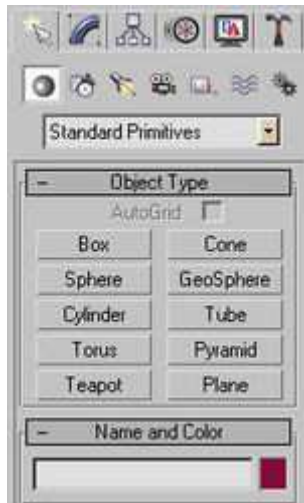 Standard Primitives
- Object Type
AutoGrid
Box Cone
Sphere GeoSphere
Cylinder Tube
Torus Pyramid
Teapot Plane
- Name and Color